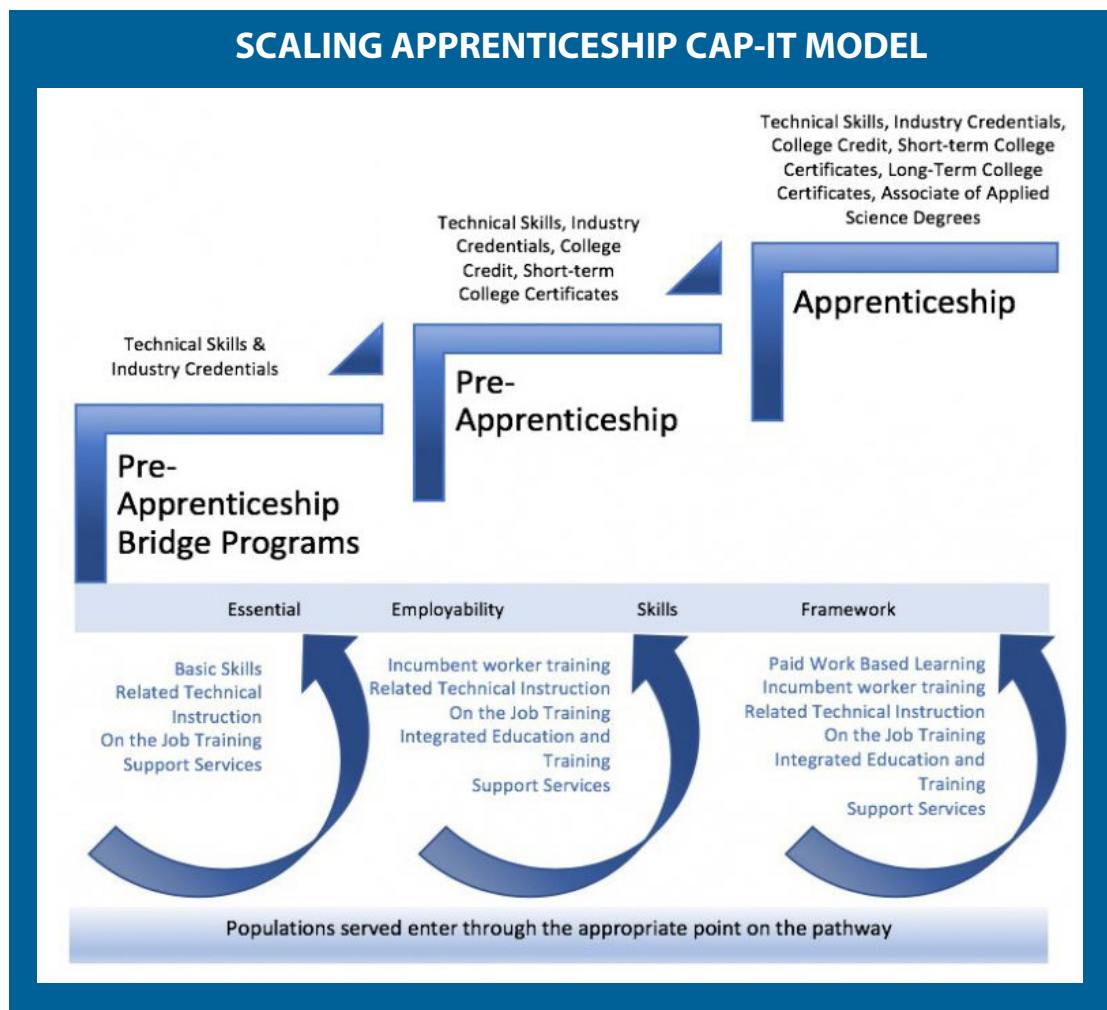 SCALING APPRENTICESHIP CAP-IT MODEL
Technical Skills, Industry Credentials,
College Credit, Short-term College
Certificates, Long-Term College
Certificates, Associate of Applied
Science Degrees
Apprenticeship
Technical Skills, Industry
Credentials, College
Credit, Short-term
College Certificates
Pre-
Apprenticeship
Technical Skills &
Industry Credentials
Pre-
Apprenticeship
Bridge Programs
Essential Employability Skills Framework
Basic Skills
Related Technical
Instruction
On the Job Training
Support Services
Incumbent worker training
Related Technical Instruction
On the Job Training
Integrated Education and
Training
Support Services
Paid Work Based Learning
Incumbent worker training
Related Technical Instruction
On the Job Training
Integrated Education and
Training
Support Services
Populations served enter through the appropriate point on the pathway